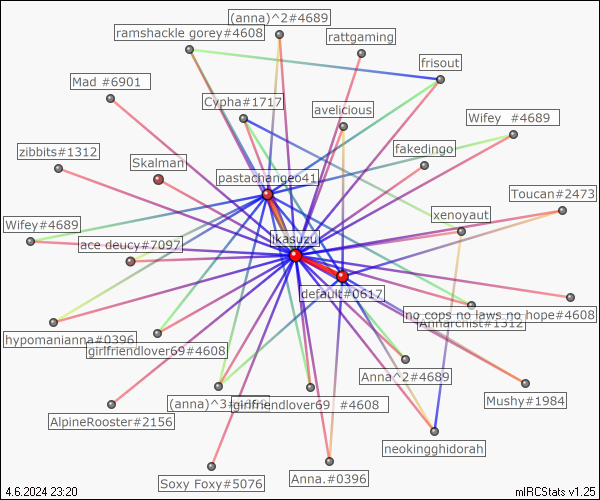 (anna)^2#4689
ramshackle gorey#4608
rattgaming
frisout
Mad #6901
Cypha#1717
avelicious
Wifey #4689
zibbits#1312
fakedingo
Skalman
pastachangeo41
Toucan#2473
xenoyaut
Wifey#4689
ace deucy#7097
ikasuzu
default#0617
no cops no laws no hope#4608
Annarchist#1312
hypomanianna#0396
girlfriendlover69#4608
Anna^2#4689
(anna)^3
girlfriendlover69 #4608
Mushy#1984
AlpineRooster#2156
neokingghidorah
Soxy Foxy#5076
Anna.#0396
4.6.2024 23:20
mIRCStats v1.25